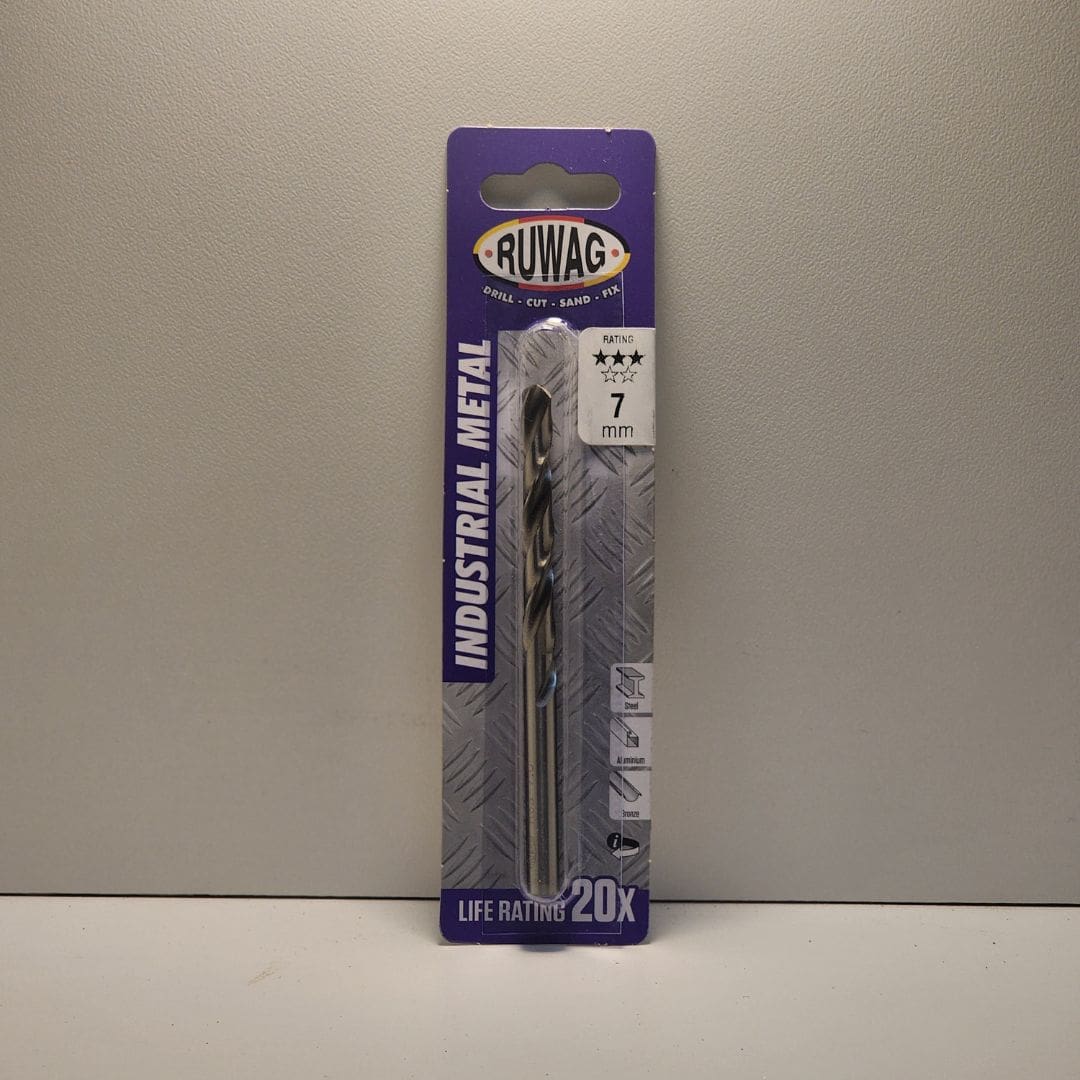 RUWAG
DRILL - CUT - SAND - FIX
RATING
7
mm
INDUSTRIAL METAL
Steel
Aluminium
Bronze
i
LIFE RATING 20X